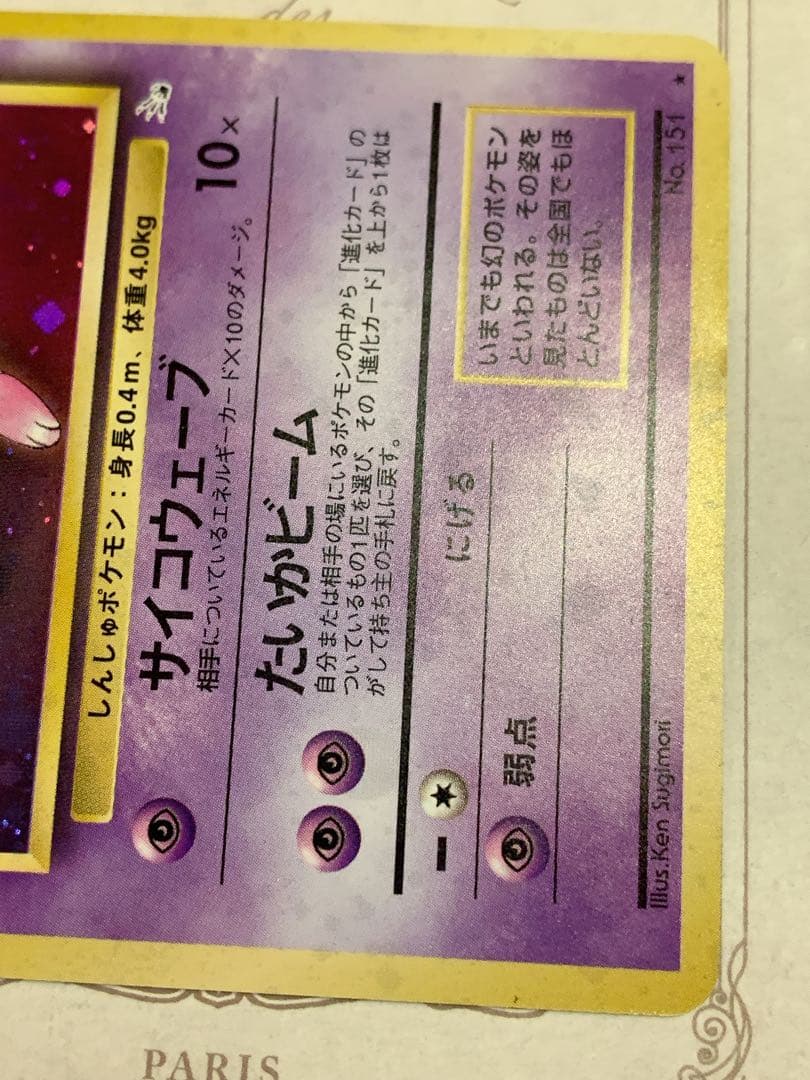 しんしゅポケモン:身長0.4m、体重4.0kg
サイコウェーブ 10×
相手についているエネルギーカード×10のダメージ。
たいかビーム
自分または相手の場にいるポケモンの中から「進化カード」の
ついているもの1匹を選び、その「進化カード」を上から1枚は
がして持ち主の手札に戻す。
にげる
弱点
いまでも幻のポケモン
といわれる。その姿を
見たものは全国でもほ
とんどいない。
Illus.Ken Sugimori
No.151 ★
PARIS